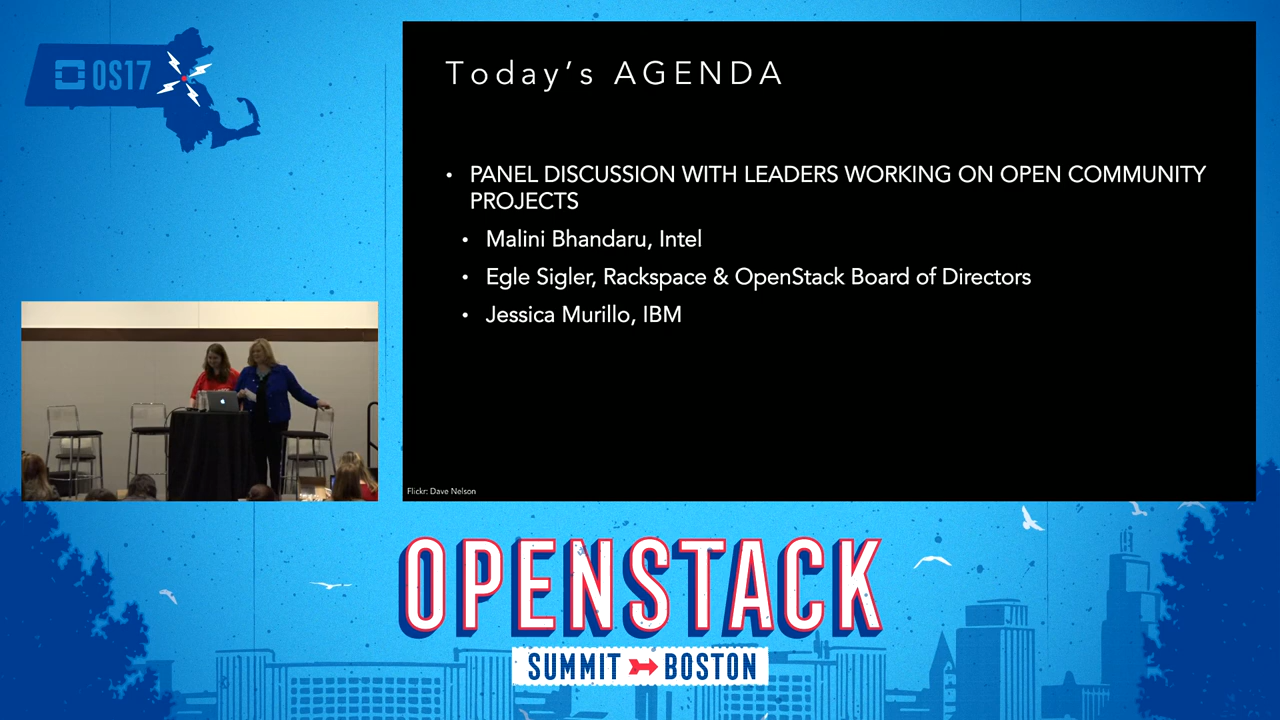 OS17
Today's AGENDA
• PANEL DISCUSSION WITH LEADERS WORKING ON OPEN COMMUNITY
PROJECTS
• Malini Bhandaru, Intel
• Egle Sigler, Rackspace & OpenStack Board of Directors
• Jessica Murillo, IBM
Flickr: Dave Nelson
OPENSTACK
SUMMIT BOSTON